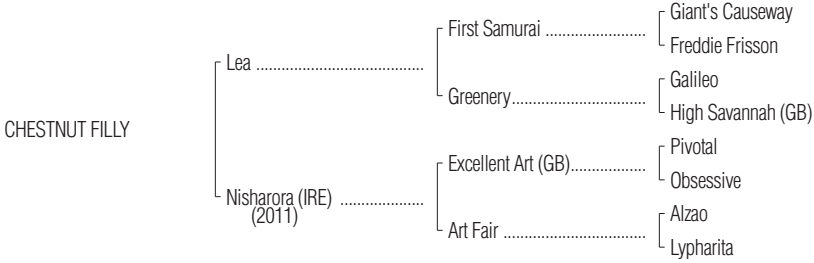 Giant's Causeway
First Samurai ........................
Freddie Frisson
Lea ........................................
Galileo
Greenery................................
High Savannah (GB)
CHESTNUT FILLY
Pivotal
Excellent Art (GB)..................
Obsessive
Nisharora (IRE) ....................
(2011)
Alzao
Art Fair ..................................
Lypharita